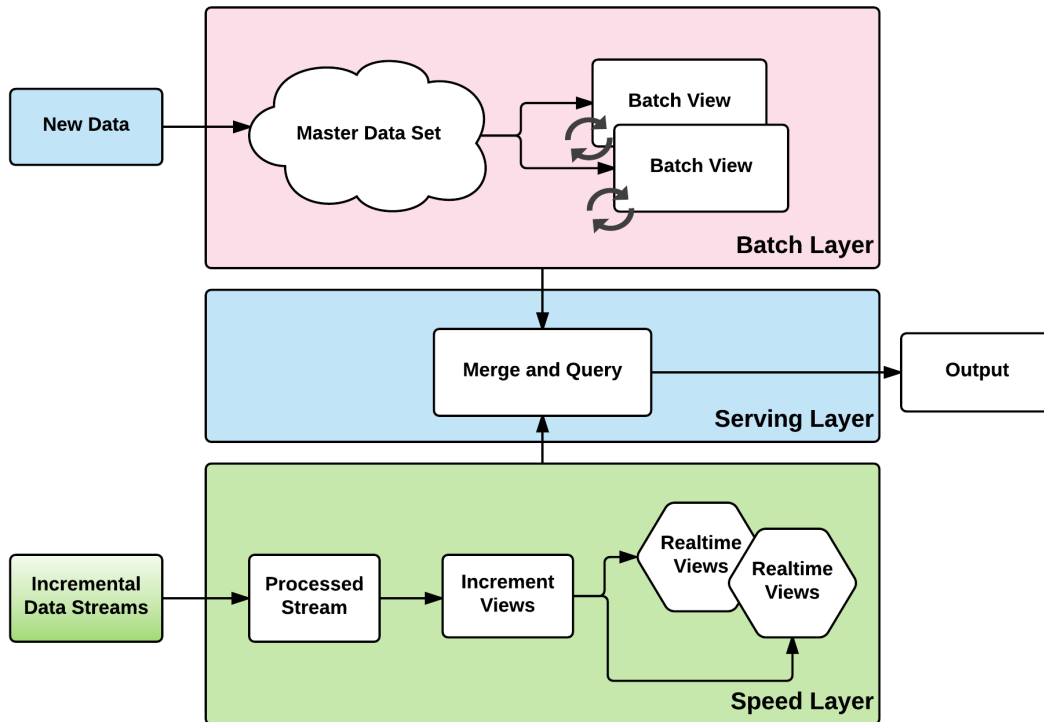 New Data
Master Data Set
Batch View
Batch View
Batch Layer
Merge and Query
Output
Serving Layer
Incremental
Data Streams
Processed
Stream
Increment
Views
Realtime
Views
Realtime
Views
Speed Layer